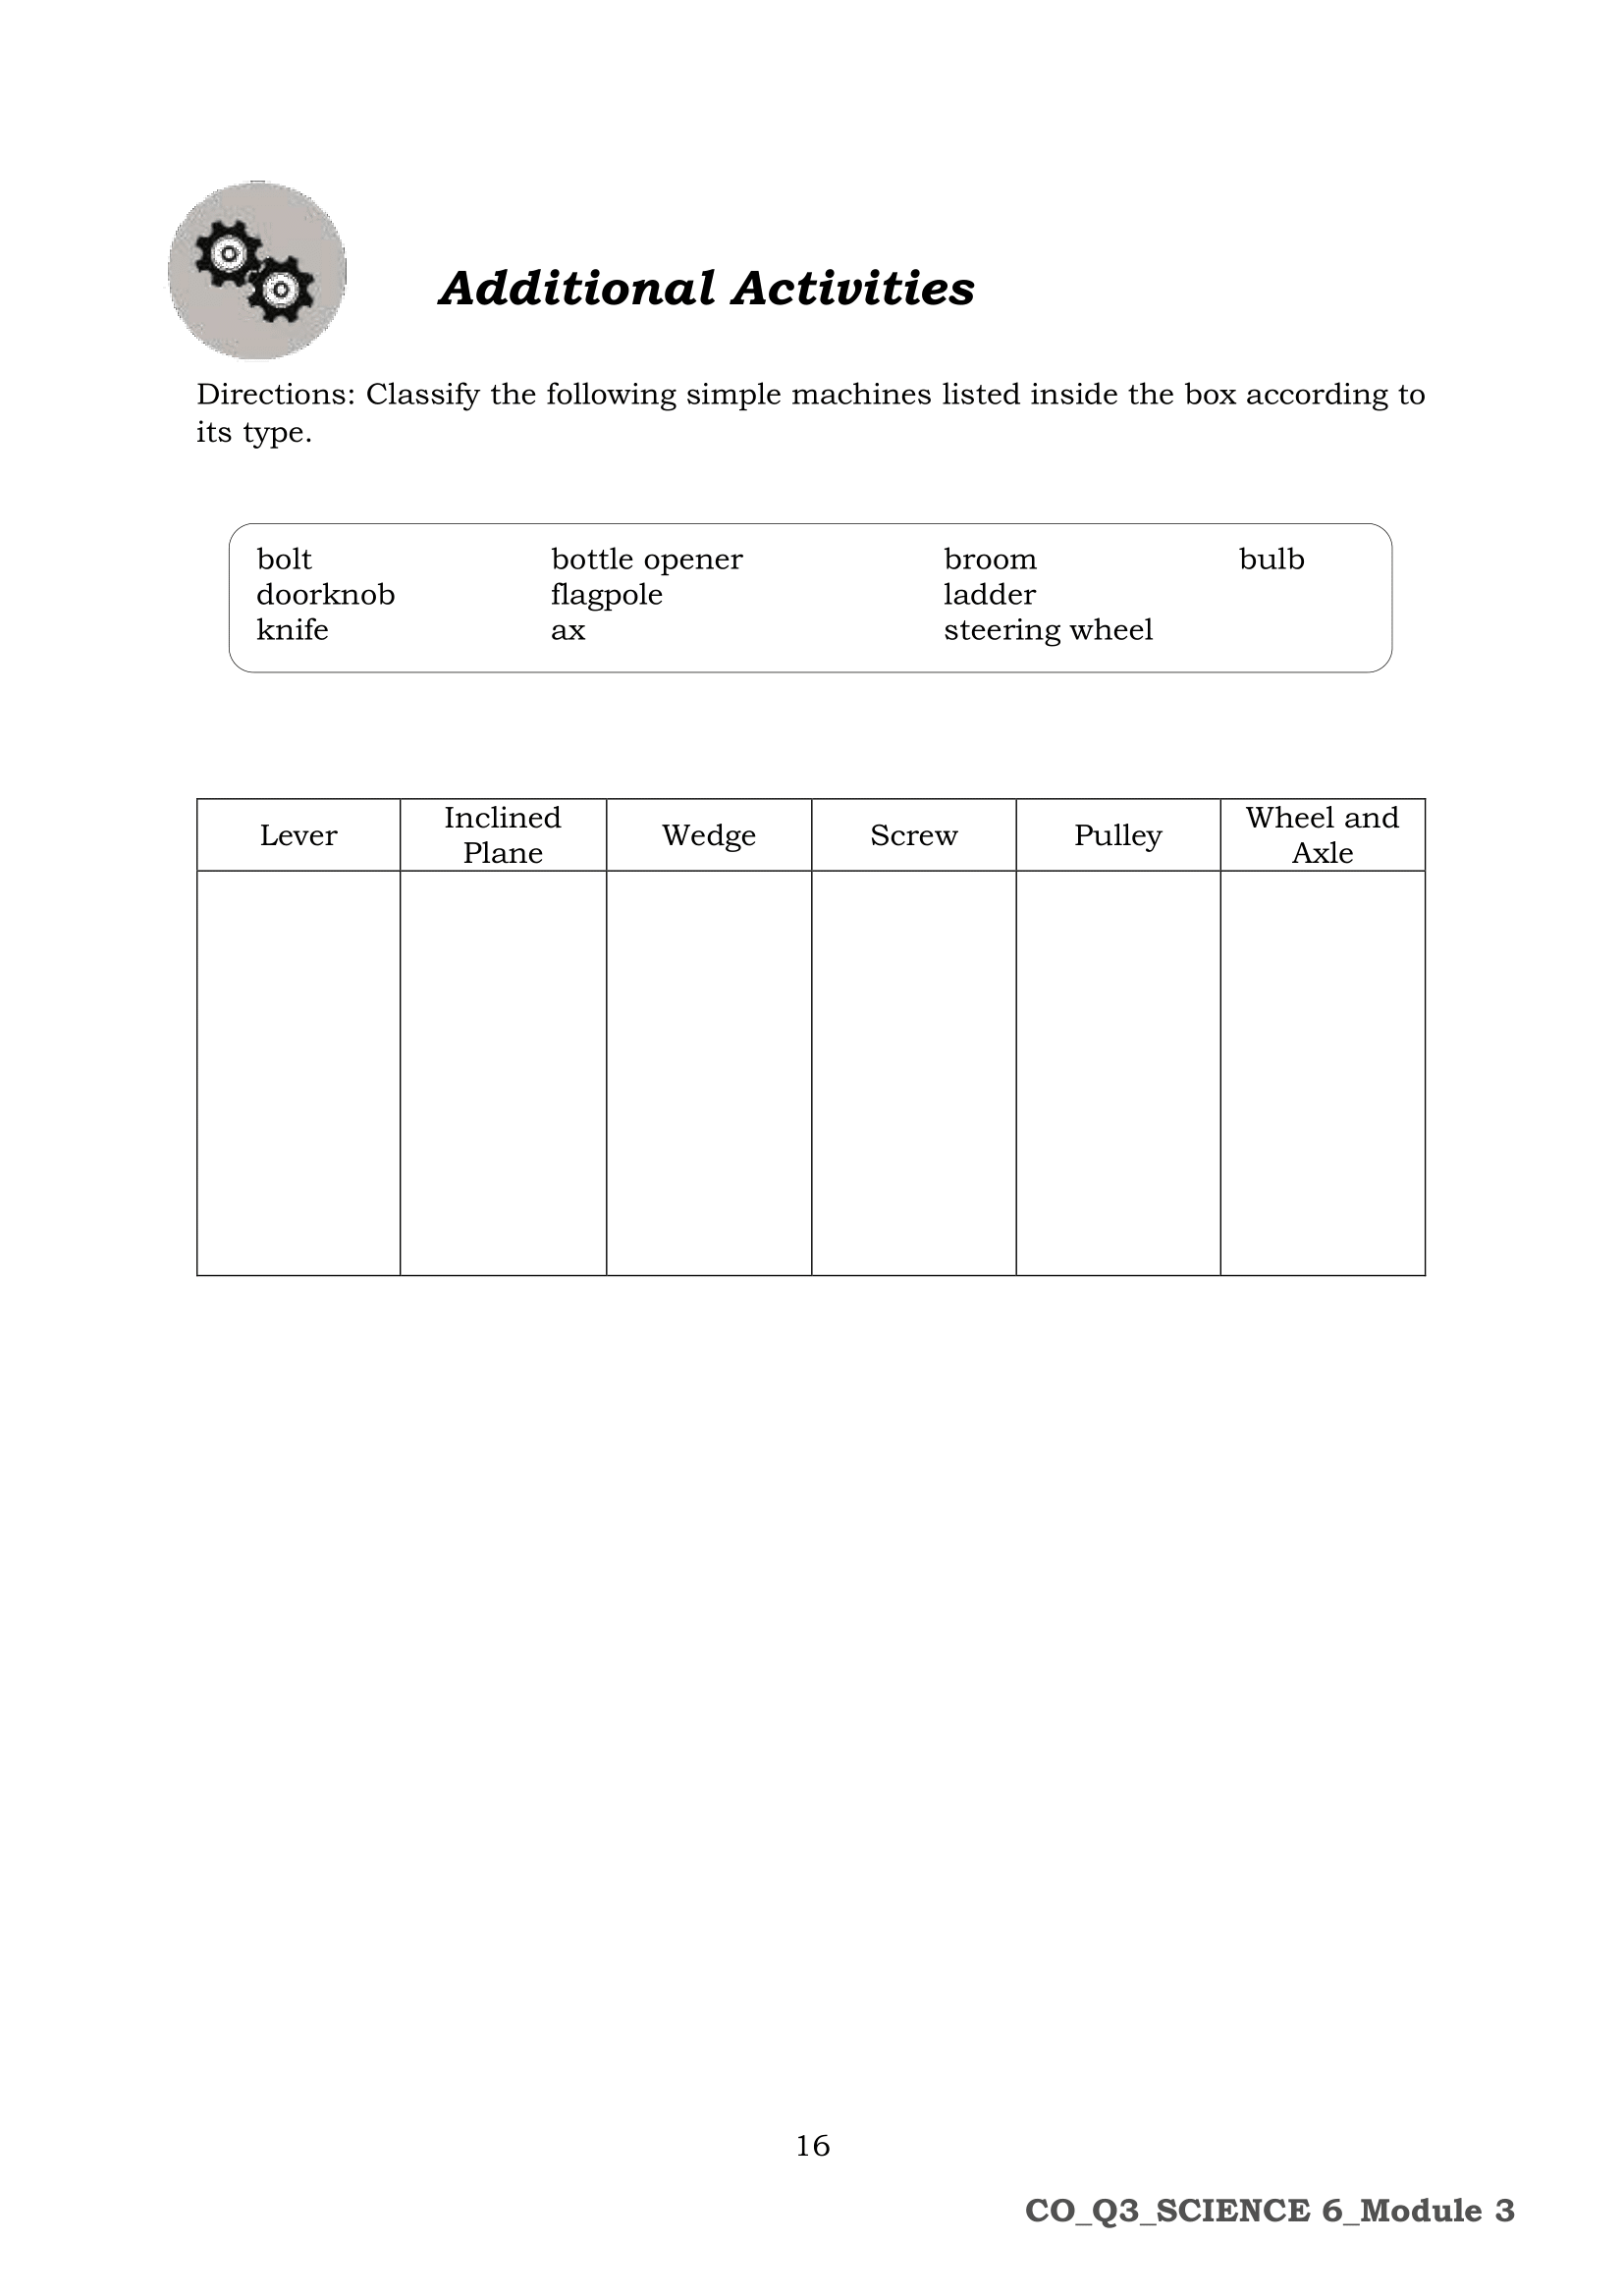 Additional Activities
Directions: Classify the following simple machines listed inside the box according to
its type.
bolt bottle opener broom bulb
doorknob flagpole ladder
knife ax steering wheel
Lever Inclined Plane Wedge Screw Pulley Wheel and Axle
16
CO_Q3_SCIENCE 6_Module 3